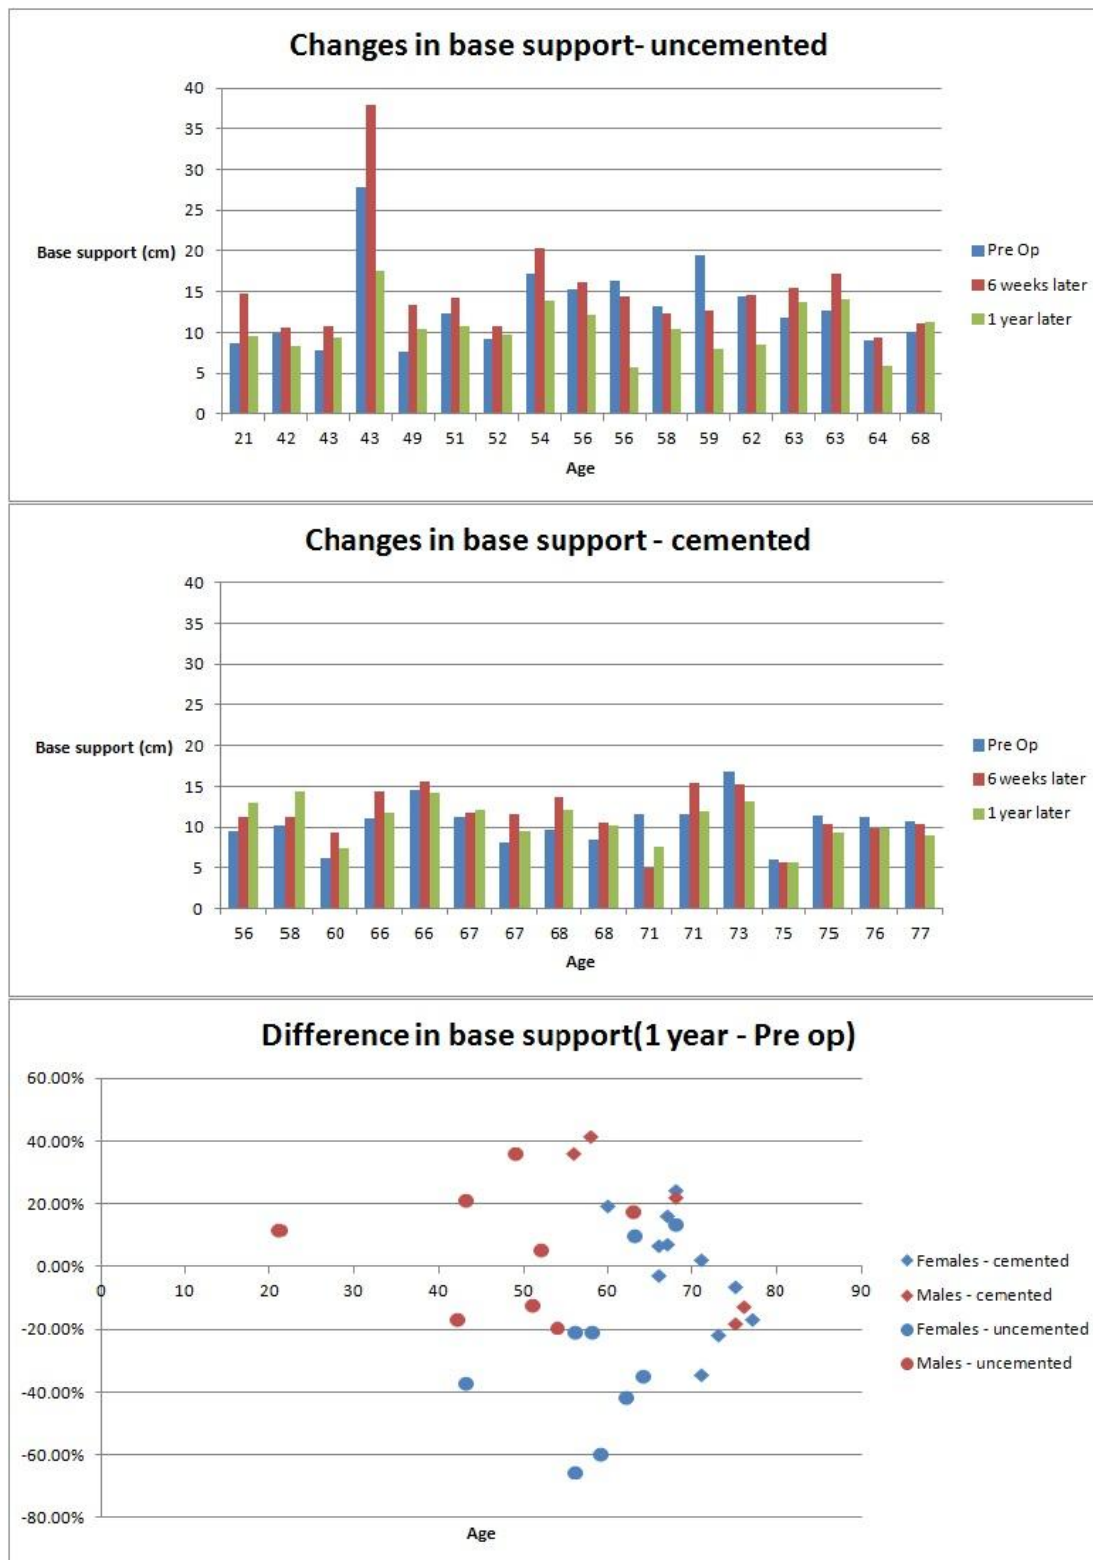 Changes in base support- uncemented
40
35
30
25
Base support (cm) 20
15
10
5
0
Pre Op
6 weeks later
1 year later
21 42 43 43 49 51 52 54 56 56 58 59 62 63 63 64 68
Age
Changes in base support - cemented
40
35
30
25
Base support (cm) 20
15
10
5
0
Pre Op
6 weeks later
1 year later
56 58 60 66 66 67 67 68 68 71 71 73 75 75 76 77
Age
Difference in base support(1 year - Pre op)
60.00%
40.00%
20.00%
0.00%
0 10 20 30 40 50 60 70 80 90
-20.00%
-40.00%
-60.00%
-80.00%
Females - cemented
Males - cemented
Females - uncemented
Males - uncemented
Age